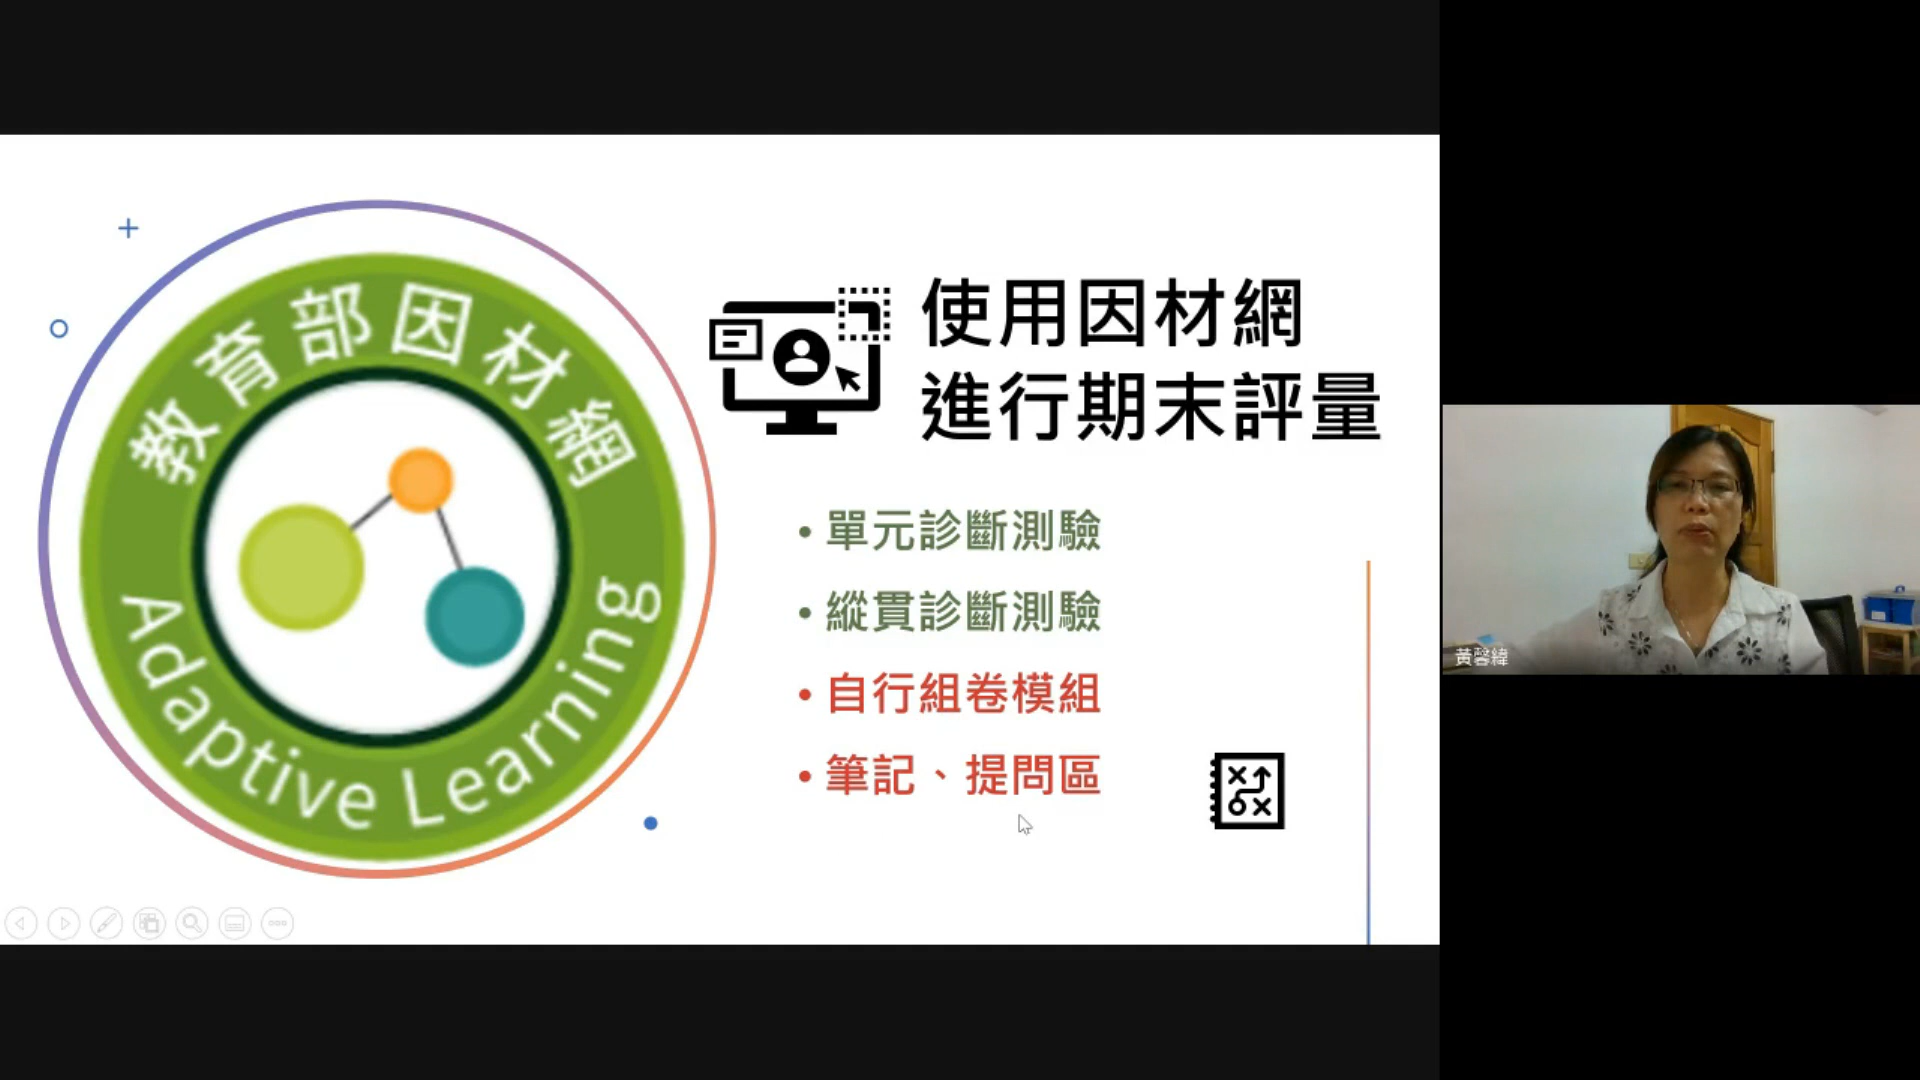 教育部因材網
Adaptive Learning
使用因材網
進行期末評量
• 單元診斷測驗
• 縱貫診斷測驗
• 自行組卷模組
• 筆記、提問區
黃馨緯